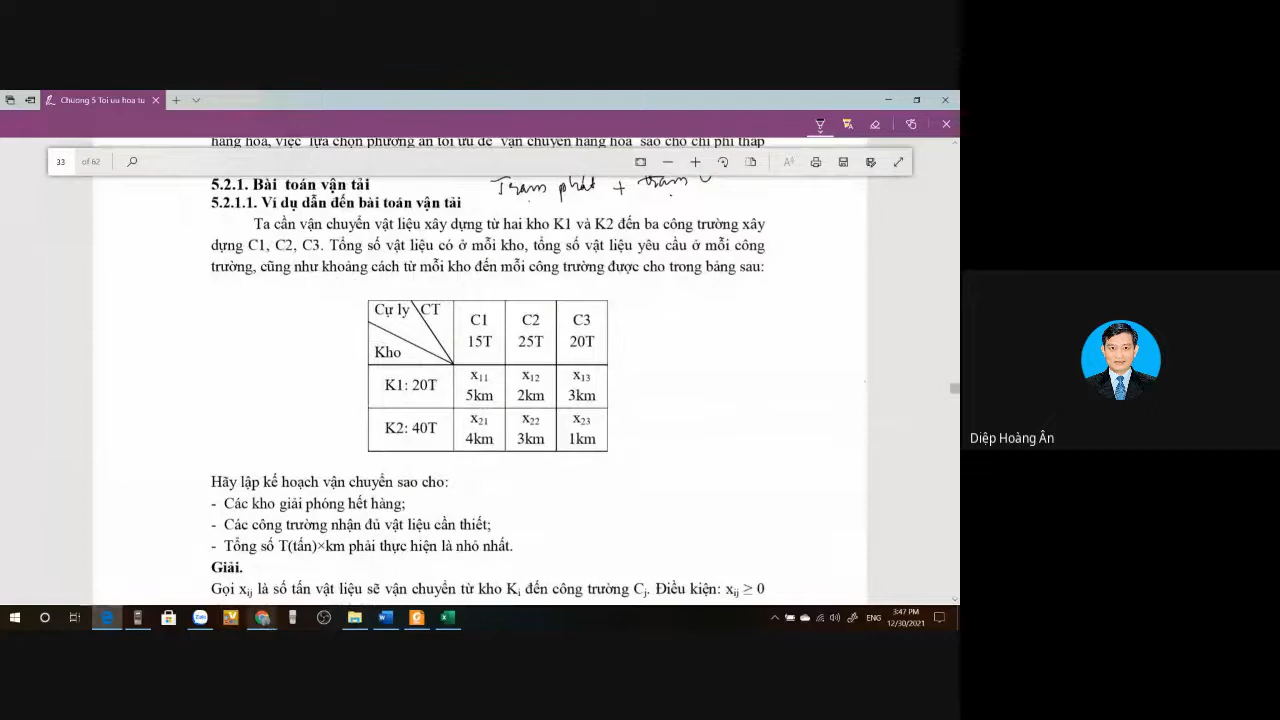 Chuong 5 Toi uu hoa tu
hàng hóa, việc lựa chọn phương án tối ưu để vận chuyển hàng hóa sao cho chi phí thấp
33 of 62
5.2.1. Bài toán vận tải
Trạm phát + trạm
5.2.1.1. Ví dụ dẫn đến bài toán vận tải
Ta cần vận chuyển vật liệu xây dựng từ hai kho K1 và K2 đến ba công trường xây
dựng C1, C2, C3. Tổng số vật liệu có ở mỗi kho, tổng số vật liệu yêu cầu ở mỗi công
trường, cũng như khoảng cách từ mỗi kho đến mỗi công trường được cho trong bảng sau:
Cự ly CT C1 C2 C3
Kho 15T 25T 20T
K1: 20T x11 x12 x13
5km 2km 3km
K2: 40T x21 x22 x23
4km 3km 1km
Hãy lập kế hoạch vận chuyển sao cho:
- Các kho giải phóng hết hàng;
- Các công trường nhận đủ vật liệu cần thiết;
- Tổng số T(tấn)×km phải thực hiện là nhỏ nhất.
Giải.
Gọi xij là số tấn vật liệu sẽ vận chuyển từ kho Ki đến công trường Cj. Điều kiện: xij ≥ 0
Diệp Hoàng Ân
Zalo
ENG
3:47 PM
12/30/2021